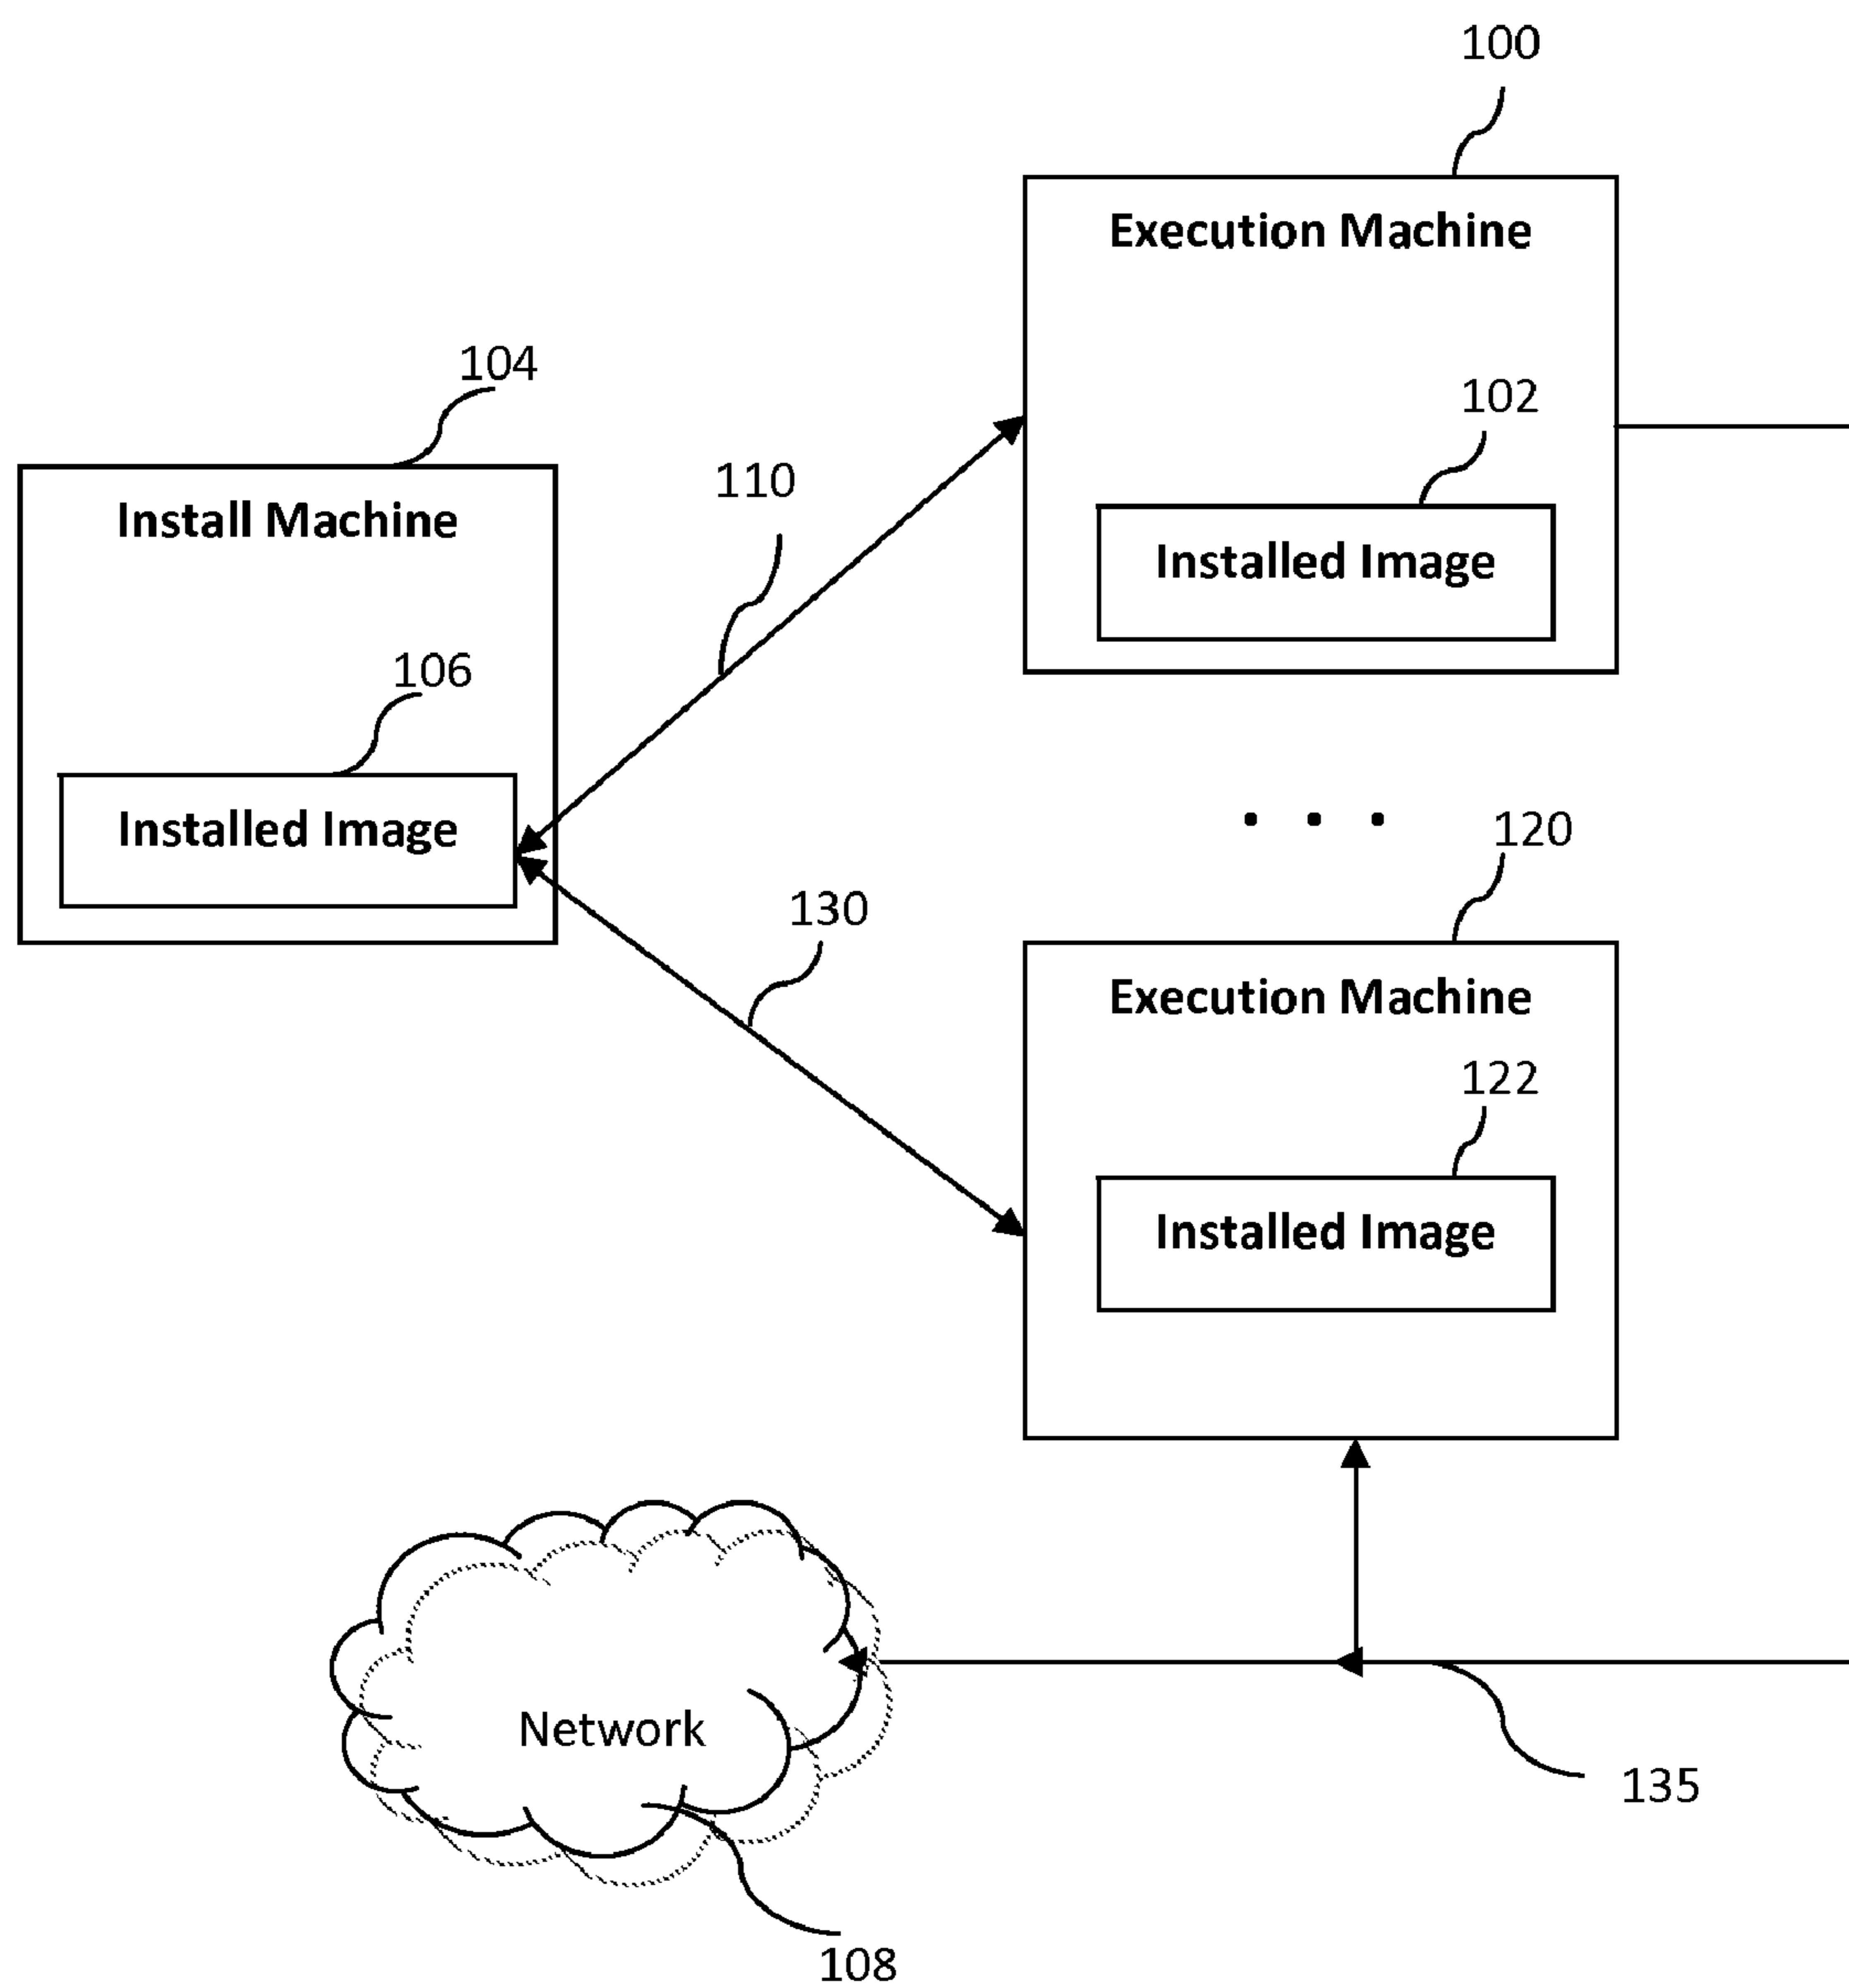 100
Execution Machine
104
102
110
Install Machine
Installed Image
106
120
Installed Image
130
Execution Machine
122
Installed Image
Network
135
108